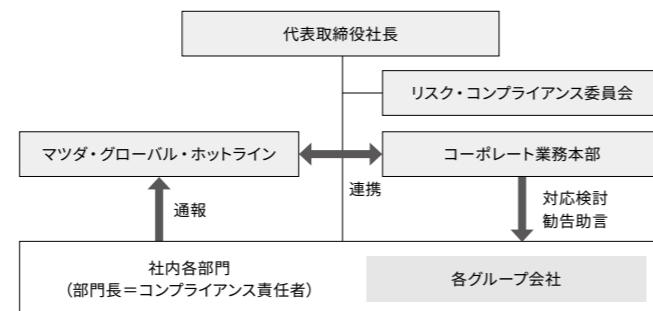 代表取締役社長
リスク・コンプライアンス委員会
マツダ・グローバル・ホットライン
コーポレート業務本部
連携
通報
対応検討
勧告助言
社内各部門
(部門長=コンプライアンス責任者)
各グループ会社